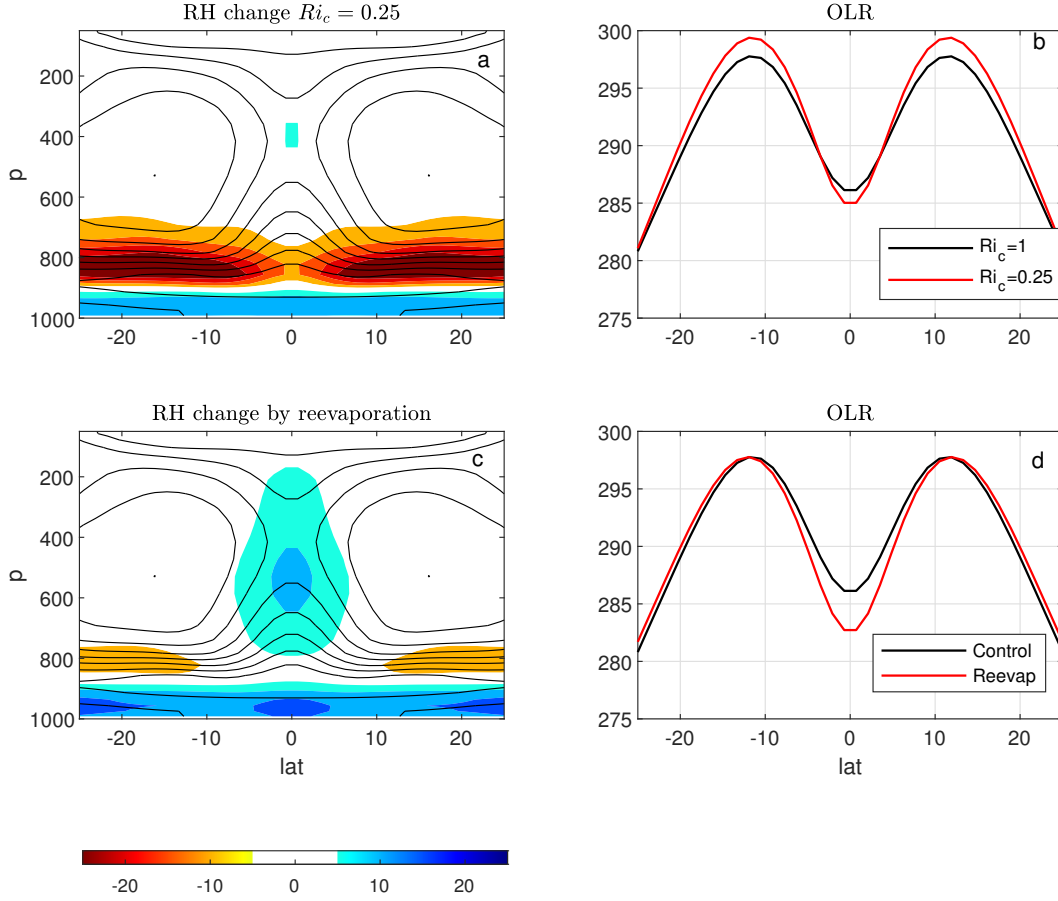 RH change Ri_c = 0.25
a
200
400
600
800
1000
p
-20 -10 0 10 20
OLR
b
300
295
290
285
280
275
Ri_c=1
Ri_c=0.25
-20 -10 0 10 20
RH change by reevaporation
c
200
400
600
800
1000
p
-20 -10 0 10 20
lat
OLR
d
300
295
290
285
280
275
Control
Reevap
-20 -10 0 10 20
lat
-20 -10 0 10 20